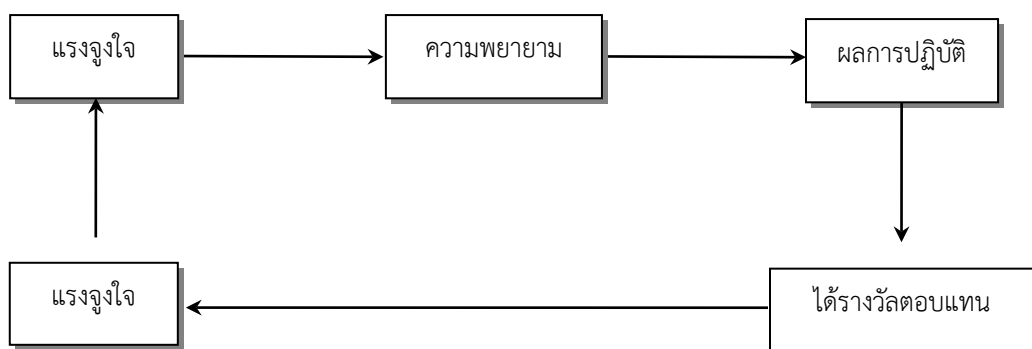 แรงจูงใจ
ความพยายาม
ผลการปฏิบัติ
แรงจูงใจ
ได้รางวัลตอบแทน